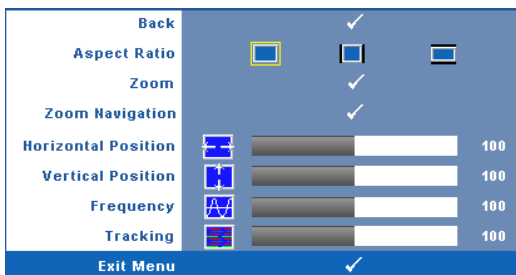 Back
Aspect Ratio
Zoom
Zoom Navigation
Horizontal Position 100
Vertical Position 100
Frequency 100
Tracking 100
Exit Menu